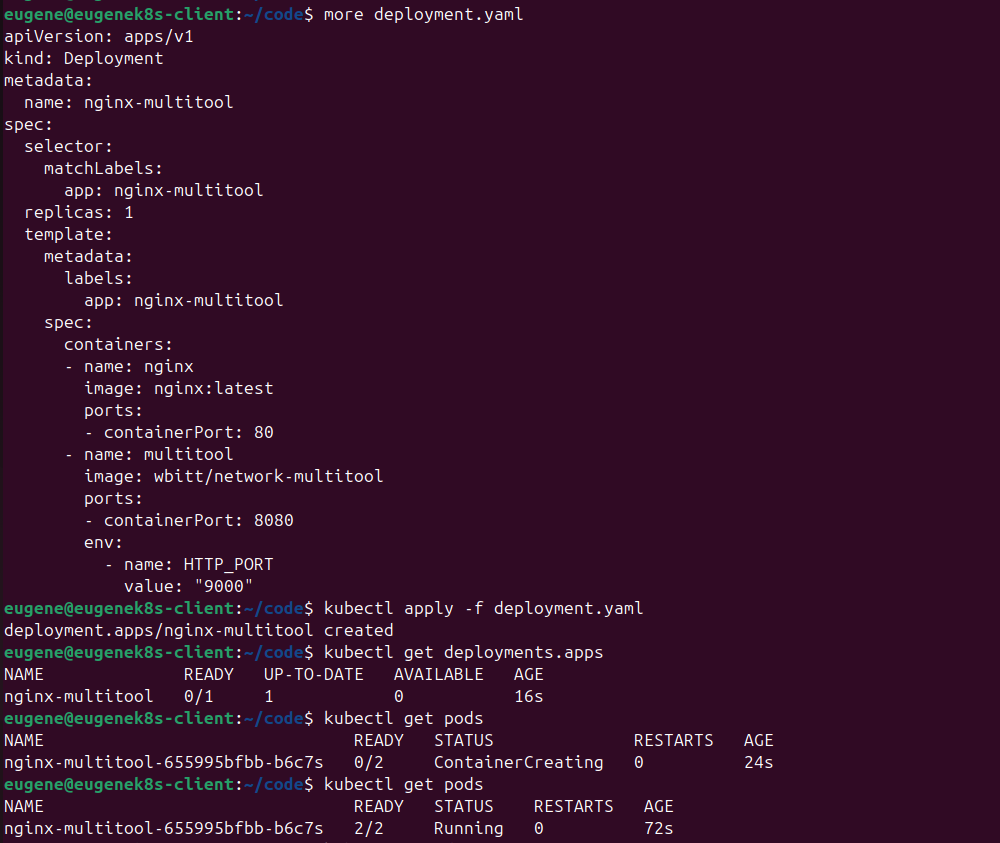 eugene@eugenek8s-client:~/code$ more deployment.yaml
apiVersion: apps/v1
kind: Deployment
metadata:
  name: nginx-multitool
spec:
  selector:
    matchLabels:
      app: nginx-multitool
  replicas: 1
  template:
    metadata:
      labels:
        app: nginx-multitool
    spec:
      containers:
      - name: nginx
        image: nginx:latest
        ports:
        - containerPort: 80
      - name: multitool
        image: wbitt/network-multitool
        ports:
        - containerPort: 8080
        env:
          - name: HTTP_PORT
            value: "9000"
eugene@eugenek8s-client:~/code$ kubectl apply -f deployment.yaml
deployment.apps/nginx-multitool created
eugene@eugenek8s-client:~/code$ kubectl get deployments.apps
NAME              READY   UP-TO-DATE   AVAILABLE   AGE
nginx-multitool   0/1     1            0           16s
eugene@eugenek8s-client:~/code$ kubectl get pods
NAME                               READY   STATUS              RESTARTS   AGE
nginx-multitool-655995bfbb-b6c7s   0/2     ContainerCreating   0          24s
eugene@eugenek8s-client:~/code$ kubectl get pods
NAME                               READY   STATUS    RESTARTS   AGE
nginx-multitool-655995bfbb-b6c7s   2/2     Running   0          72s